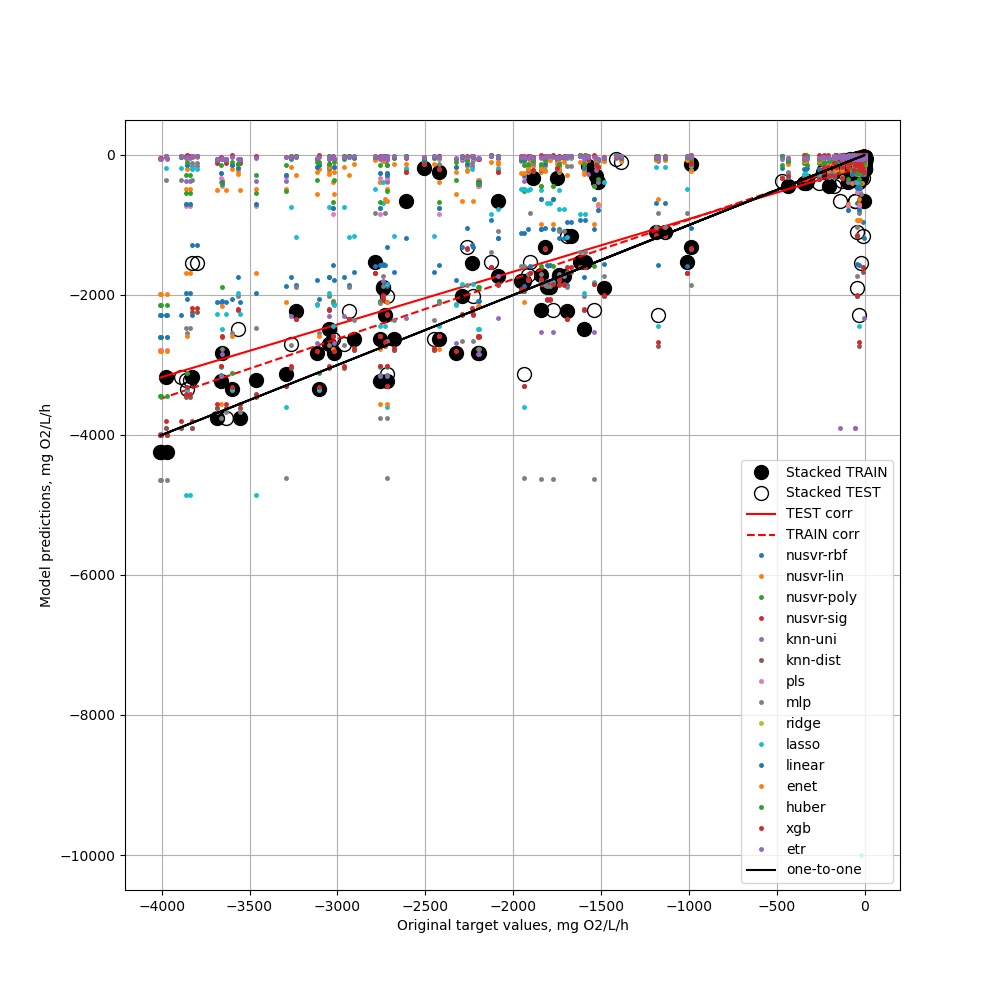 0
−2000
−4000
−6000
−8000
−10000
Model predictions, mg O2/L/h
−4000 −3500 −3000 −2500 −2000 −1500 −1000 −500 0
Original target values, mg O2/L/h
Stacked TRAIN
Stacked TEST
TEST corr
TRAIN corr
nusvr-rbf
nusvr-lin
nusvr-poly
nusvr-sig
knn-uni
knn-dist
pls
mlp
ridge
lasso
linear
enet
huber
xgb
etr
one-to-one